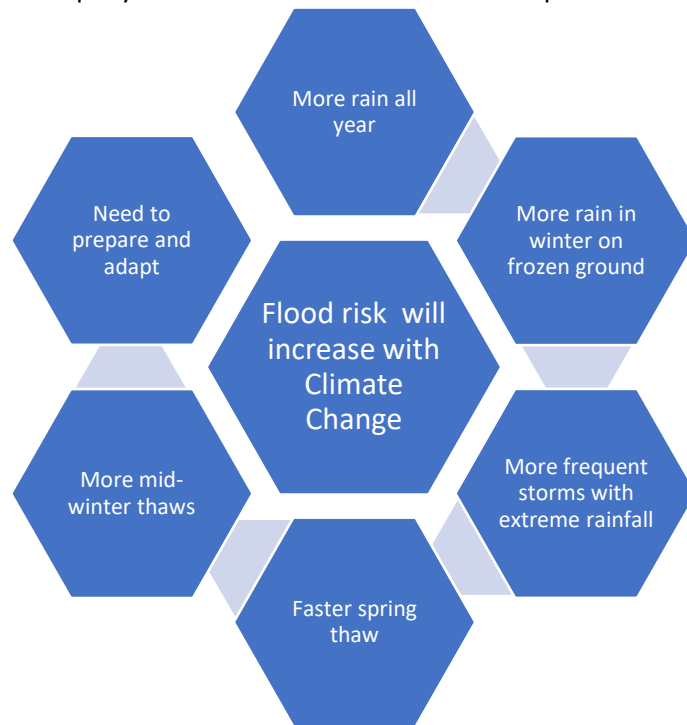 More rain all
year
More rain in
winter on
frozen ground
More frequent
storms with
extreme rainfall
Faster spring
thaw
More mid-
winter thaws
Need to
prepare and
adapt
Flood risk  will
increase with
Climate
Change